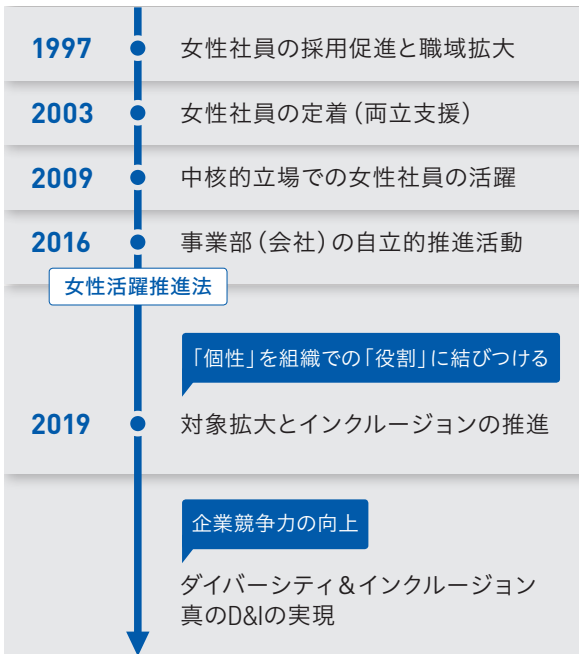 1997 女性社員の採用促進と職域拡大
2003 女性社員の定着（両立支援）
2009 中核的立場での女性社員の活躍
2016 事業部（会社）の自立的推進活動
女性活躍推進法
「個性」を組織での「役割」に結びつける
2019 対象拡大とインクルージョンの推進
企業競争力の向上
ダイバーシティ＆インクルージョン
真のD&Iの実現